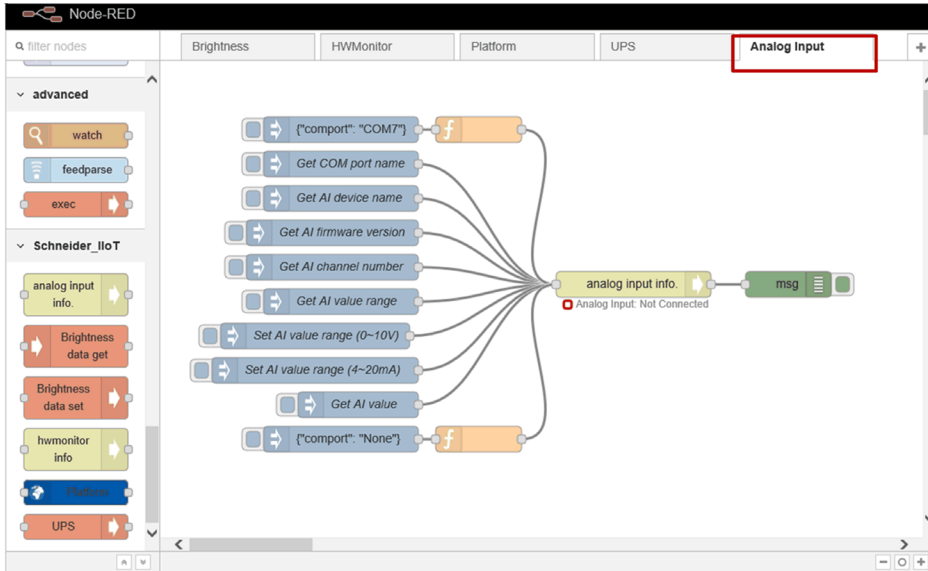 Node-RED
filter nodes
Brightness
HWMonitor
Platform
UPS
Analog Input
advanced
watch
feedparse
exec
Schneider_IIoT
analog input
info.
Brightness
data get
Brightness
data set
hwmonitor
info
Platform
UPS
{"comport": "COM7"}
f
Get COM port name
Get AI device name
Get AI firmware version
Get AI channel number
Get AI value range
Set AI value range (0~10V)
Set AI value range (4~20mA)
Get AI value
{"comport": "None"}
f
analog input info.
Analog Input: Not Connected
msg